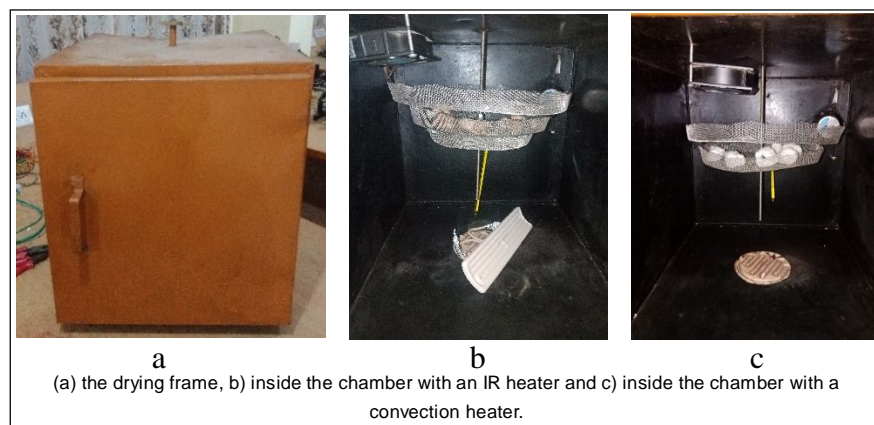 a
b
c
(a) the drying frame, b) inside the chamber with an IR heater and c) inside the chamber with a
convection heater.